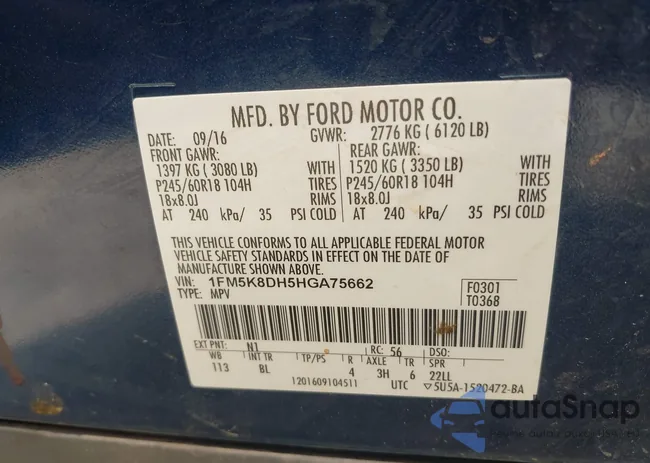 MFD. BY FORD MOTOR CO.
DATE: 09/16 GVWR: 2776 KG ( 6120 LB)
FRONT GAWR: REAR GAWR:
1397 KG ( 3080 LB) WITH 1520 KG ( 3350 LB) WITH
P245/60R18 104H TIRES P245/60R18 104H TIRES
18x8.0J RIMS 18x8.0J RIMS
AT 240 kPa/ 35 PSI COLD AT 240 kPa/ 35 PSI COLD
THIS VEHICLE CONFORMS TO ALL APPLICABLE FEDERAL MOTOR
VEHICLE SAFETY STANDARDS IN EFFECT ON THE DATE OF
MANUFACTURE SHOWN ABOVE.
VIN: 1FM5K8DH5HGA75662 F0301
TYPE: MPV T0368
EXT PNT: N1 RC: 56 DSO:
WB INT TR TP/PS R AXLE TR SPR
113 BL 4 3H 6 22LL
1201609104511 UTC ▽5U5A-1520472-BA
autoSnap